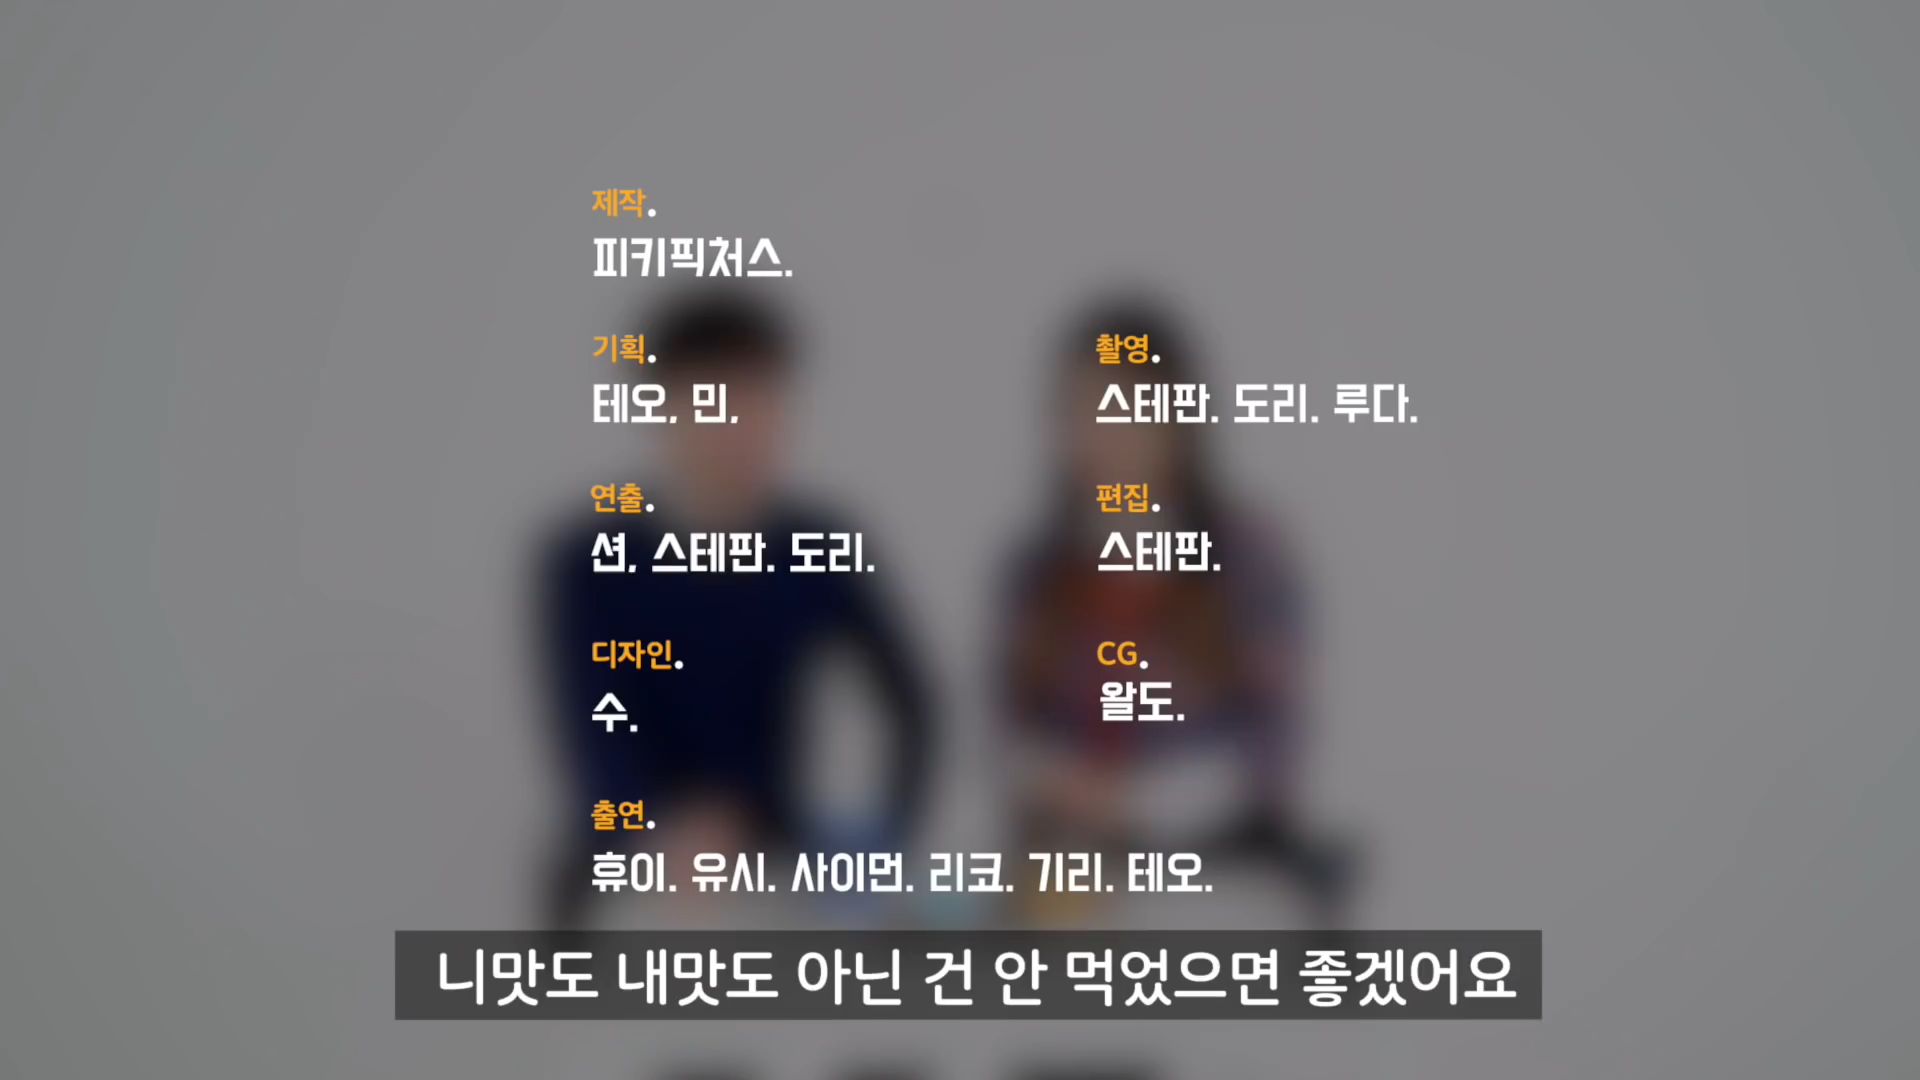 제작.
피키픽처스.
기획.
테오, 민,
촬영.
스테판. 도리. 루다.
연출.
션, 스테판. 도리.
편집.
스테판.
디자인.
수.
CG.
왈도.
출연.
휴이. 유시. 사이먼. 리코. 기리. 테오.
니맛도 내맛도 아닌 건 안 먹었으면 좋겠어요